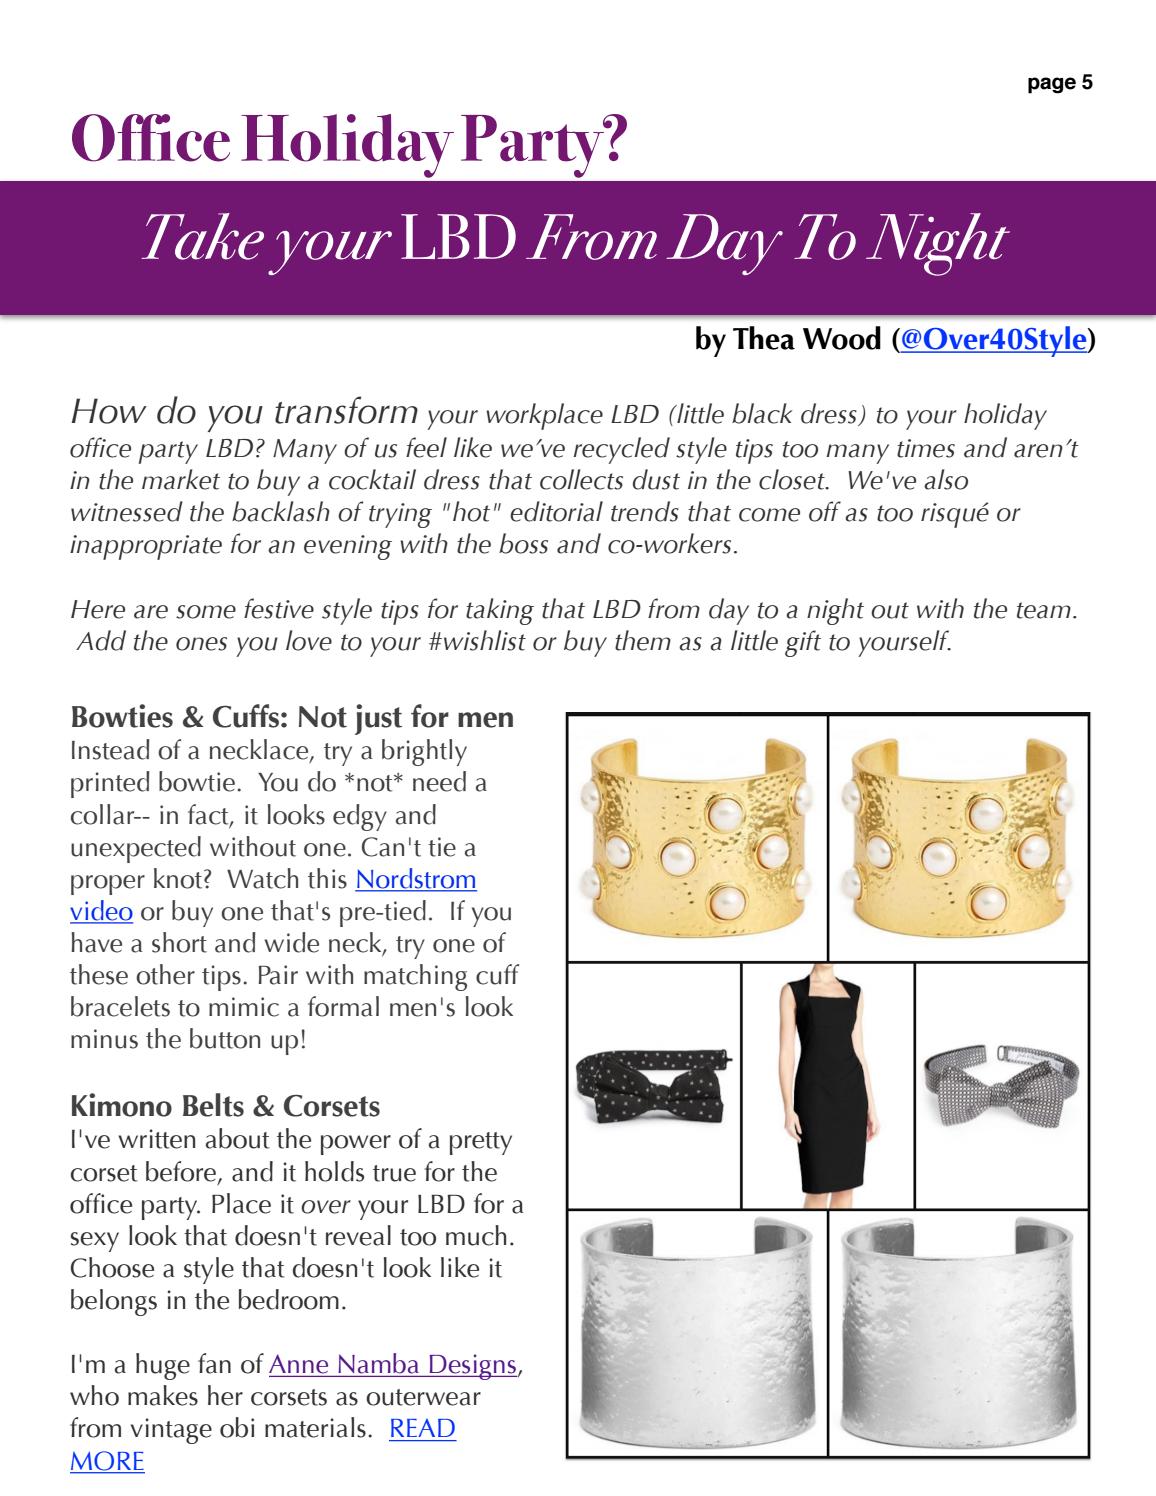 page 5
Office Holiday Party?
Take your LBD From Day To Night
by Thea Wood (@Over40Style)
How do you transform your workplace LBD (little black dress) to your holiday
office party LBD? Many of us feel like we’ve recycled style tips too many times and aren’t
in the market to buy a cocktail dress that collects dust in the closet.  We've also
witnessed the backlash of trying "hot" editorial trends that come off as too risqué or
inappropriate for an evening with the boss and co-workers.
Here are some festive style tips for taking that LBD from day to a night out with the team.
Add the ones you love to your #wishlist or buy them as a little gift to yourself.
Bowties & Cuffs: Not just for men
Instead of a necklace, try a brightly
printed bowtie.  You do *not* need a
collar-- in fact, it looks edgy and
unexpected without one. Can't tie a
proper knot?  Watch this Nordstrom
video or buy one that's pre-tied.  If you
have a short and wide neck, try one of
these other tips. Pair with matching cuff
bracelets to mimic a formal men's look
minus the button up!
Kimono Belts & Corsets
I've written about the power of a pretty
corset before, and it holds true for the
office party. Place it over your LBD for a
sexy look that doesn't reveal too much.
Choose a style that doesn't look like it
belongs in the bedroom.
I'm a huge fan of Anne Namba Designs,
who makes her corsets as outerwear
from vintage obi materials.  READ
MORE